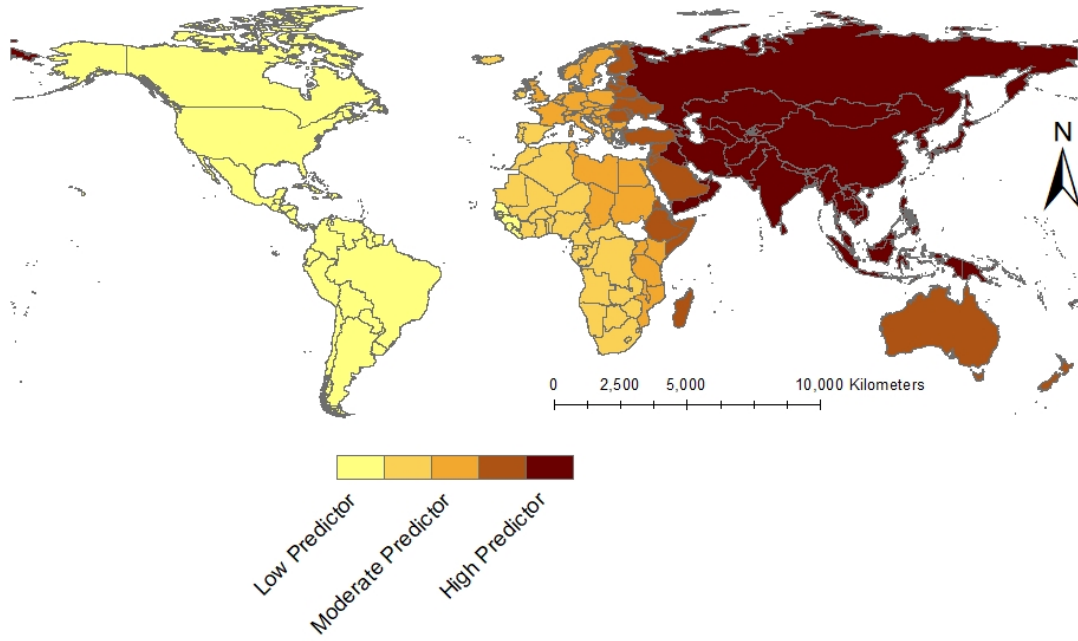 N
0 2,500 5,000 10,000 Kilometers
Low Predictor
Moderate Predictor
High Predictor